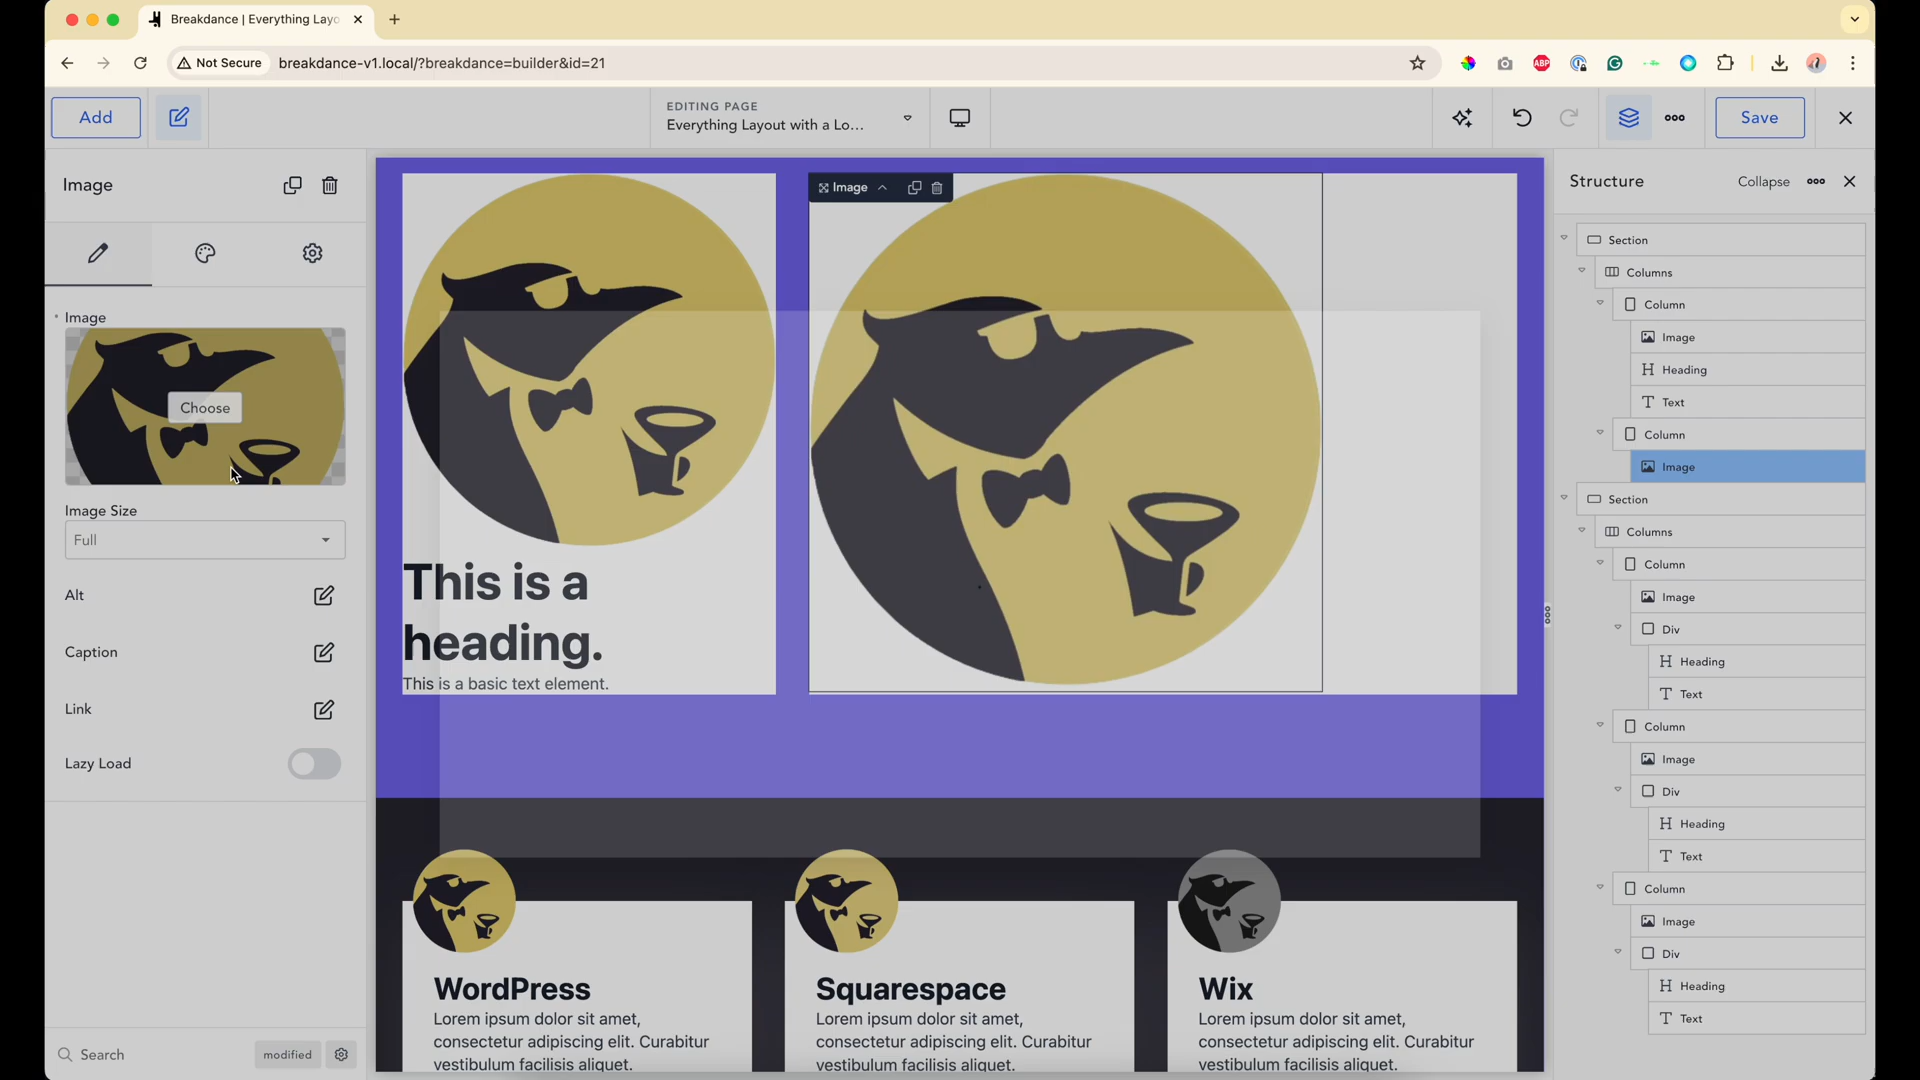 Breakdance | Everything Layo
Not Secure
breakdance-v1.local/?breakdance=builder&id=21
ABP
Add
EDITING PAGE
Everything Layout with a Lo...
Save
Image
Image
Choose
Image Size
Full
Alt
Caption
Link
Lazy Load
Search
modified
Image
This is a
heading.
This is a basic text element.
WordPress
Lorem ipsum dolor sit amet,
consectetur adipiscing elit. Curabitur
vestibulum facilisis aliquet.
Squarespace
Lorem ipsum dolor sit amet,
consectetur adipiscing elit. Curabitur
vestibulum facilisis aliquet.
Wix
Lorem ipsum dolor sit amet,
consectetur adipiscing elit. Curabitur
vestibulum facilisis aliquet.
Structure
Collapse
Section
Columns
Column
Image
Heading
Text
Column
Image
Section
Columns
Column
Image
Div
Heading
Text
Column
Image
Div
Heading
Text
Column
Image
Div
Heading
Text